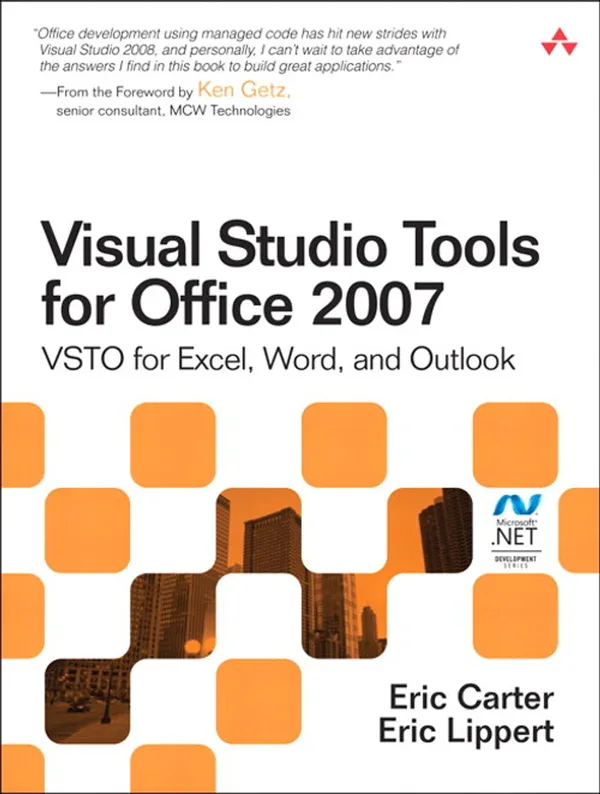 “Office development using managed code has hit new strides with
Visual Studio 2008, and personally, I can’t wait to take advantage of
the answers I find in this book to build great applications.”
—From the Foreword by Ken Getz,
senior consultant, MCW Technologies
Visual Studio Tools
for Office 2007
VSTO for Excel, Word, and Outlook
Microsoft®
.NET
DEVELOPMENT
SERIES
Eric Carter
Eric Lippert